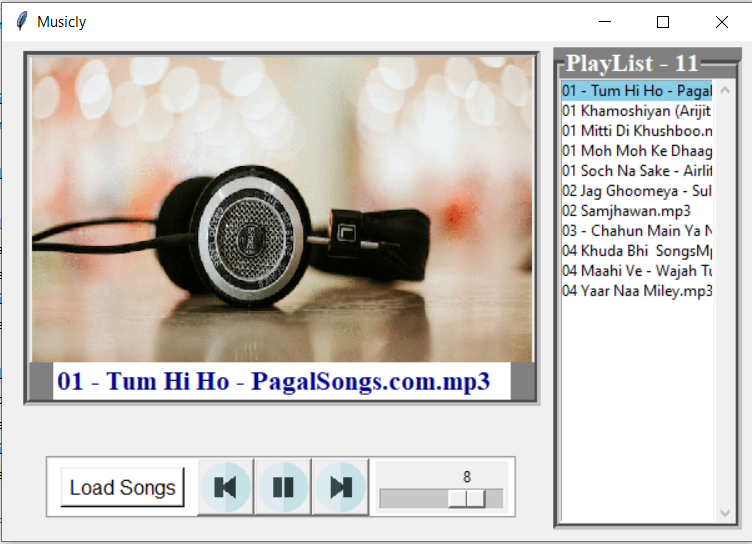 Musicly
PlayList - 11
01 - Tum Hi Ho - Pagal
01 Khamoshiyan (Arijit
01 Mitti Di Khushboo.n
01 Moh Moh Ke Dhaag
01 Soch Na Sake - Airlif
02 Jag Ghoomeya - Sul
02 Samjhawan.mp3
03 - Chahun Main Ya N
04 Khuda Bhi SongsMp
04 Maahi Ve - Wajah Tu
04 Yaar Naa Miley.mp3
L
01 - Tum Hi Ho - PagalSongs.com.mp3
Load Songs
8